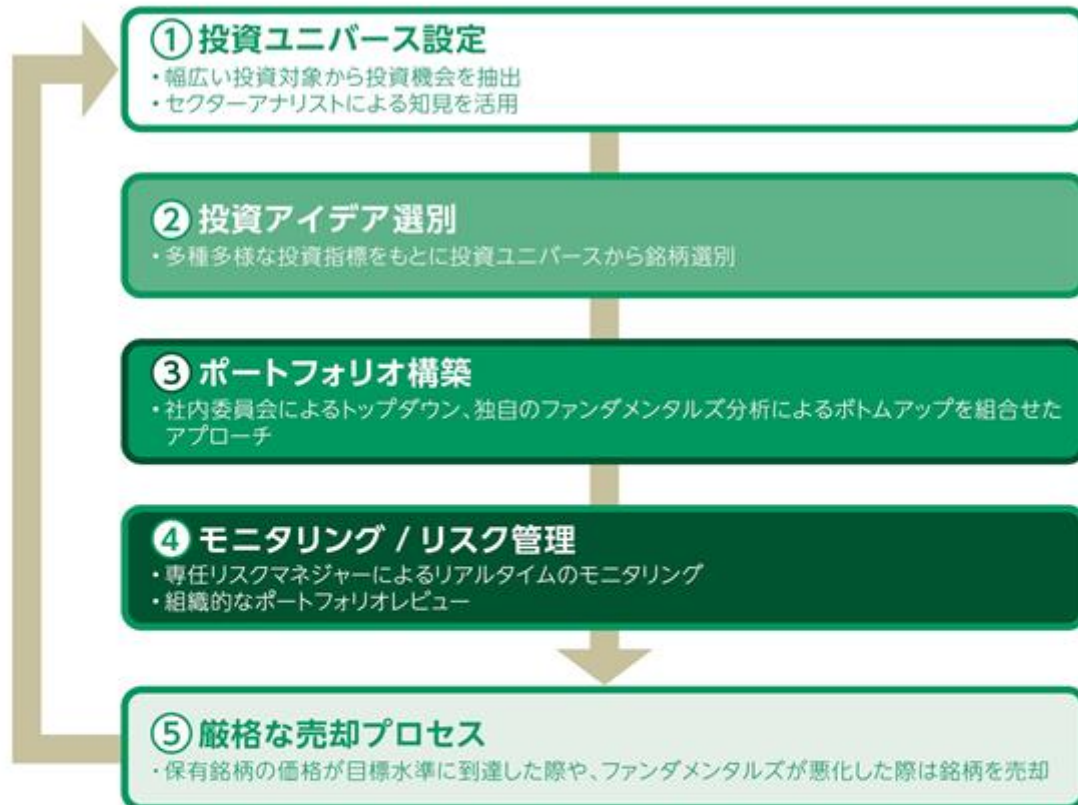 ① 投資ユニバース設定
・幅広い投資対象から投資機会を抽出
・セクターアナリストによる知見を活用
② 投資アイデア選別
・多種多様な投資指標をもとに投資ユニバースから銘柄選別
③ ポートフォリオ構築
・社内委員会によるトップダウン、独自のファンダメンタルズ分析によるボトムアップを組合せた
アプローチ
④ モニタリング / リスク管理
・専任リスクマネジャーによるリアルタイムのモニタリング
・組織的なポートフォリオレビュー
⑤ 厳格な売却プロセス
・保有銘柄の価格が目標水準に到達した際や、ファンダメンタルズが悪化した際は銘柄を売却